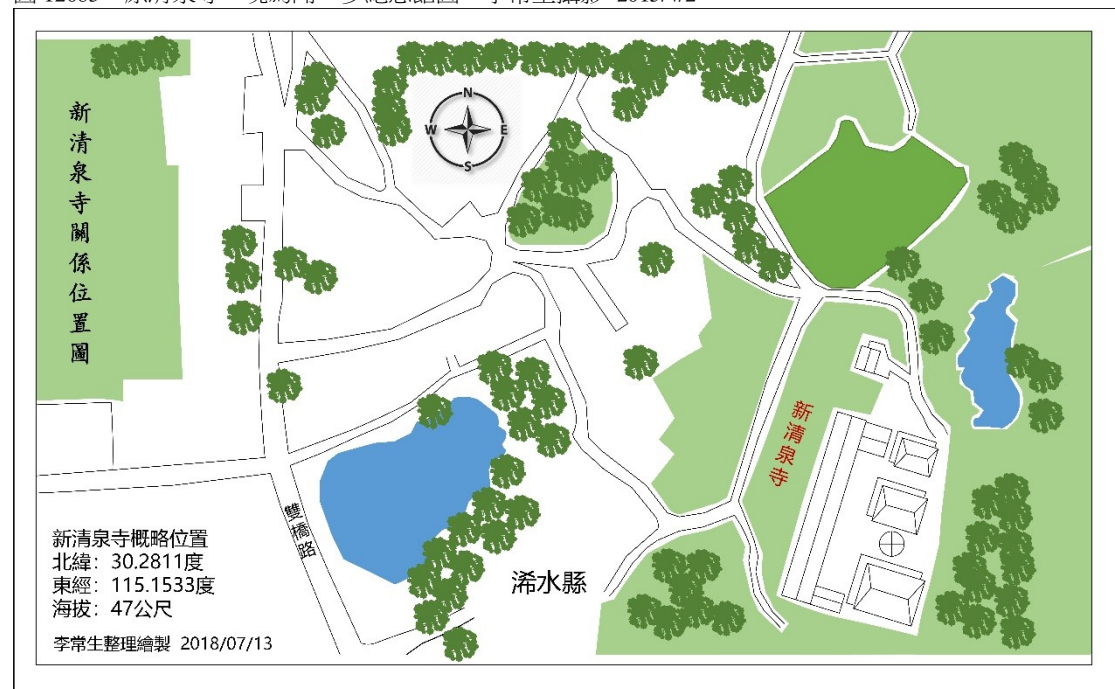 N
W E
S
新清泉寺關係位置圖
新清泉寺
雙橋路
浠水縣
新清泉寺概略位置
北緯：30.2811度
東經：115.1533度
海拔：47公尺
李常生整理繪製 2018/07/13